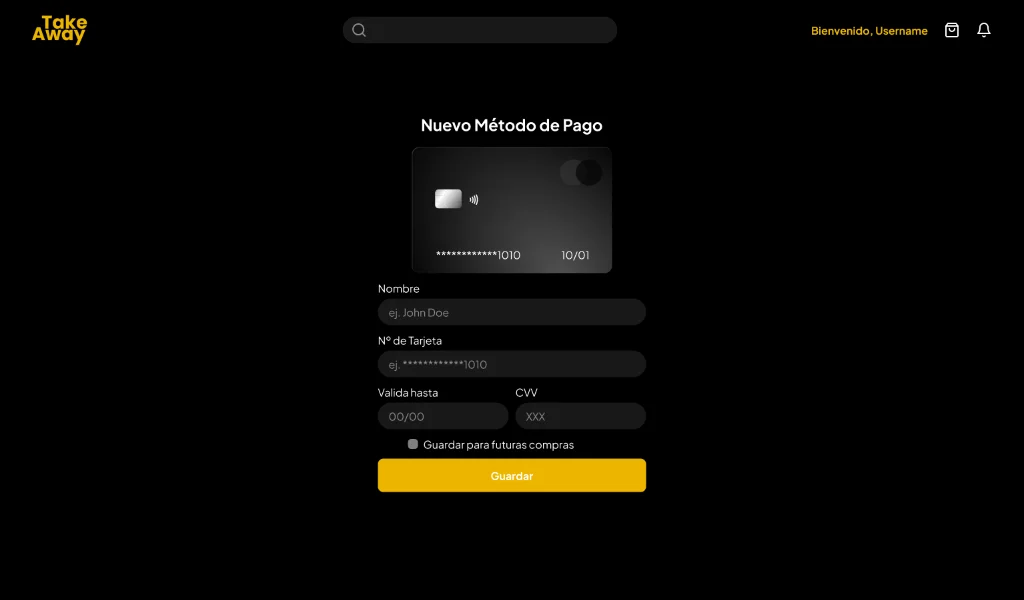 Take
Away
Bienvenido, Username
Nuevo Método de Pago
************1010 10/01
Nombre
ej. John Doe
Nº de Tarjeta
ej. ************1010
Valida hasta CVV
00/00 XXX
Guardar para futuras compras
Guardar